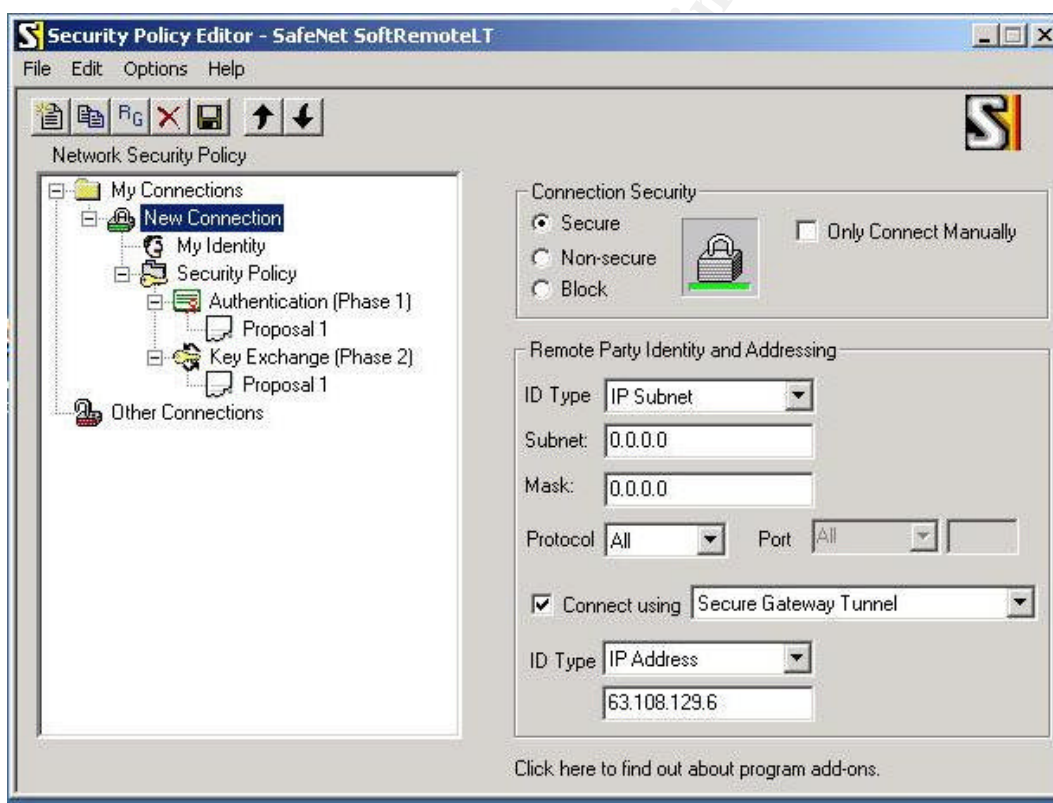 Security Policy Editor - SafeNet SoftRemoteLT
File Edit Options Help
RG
Network Security Policy
My Connections
New Connection
My Identity
Security Policy
Authentication (Phase 1)
Proposal 1
Key Exchange (Phase 2)
Proposal 1
Other Connections
Connection Security
Secure
Non-secure
Block
Only Connect Manually
Remote Party Identity and Addressing
ID Type IP Subnet
Subnet: 0.0.0.0
Mask: 0.0.0.0
Protocol All Port All
Connect using Secure Gateway Tunnel
ID Type IP Address
63.108.129.6
Click here to find out about program add-ons.